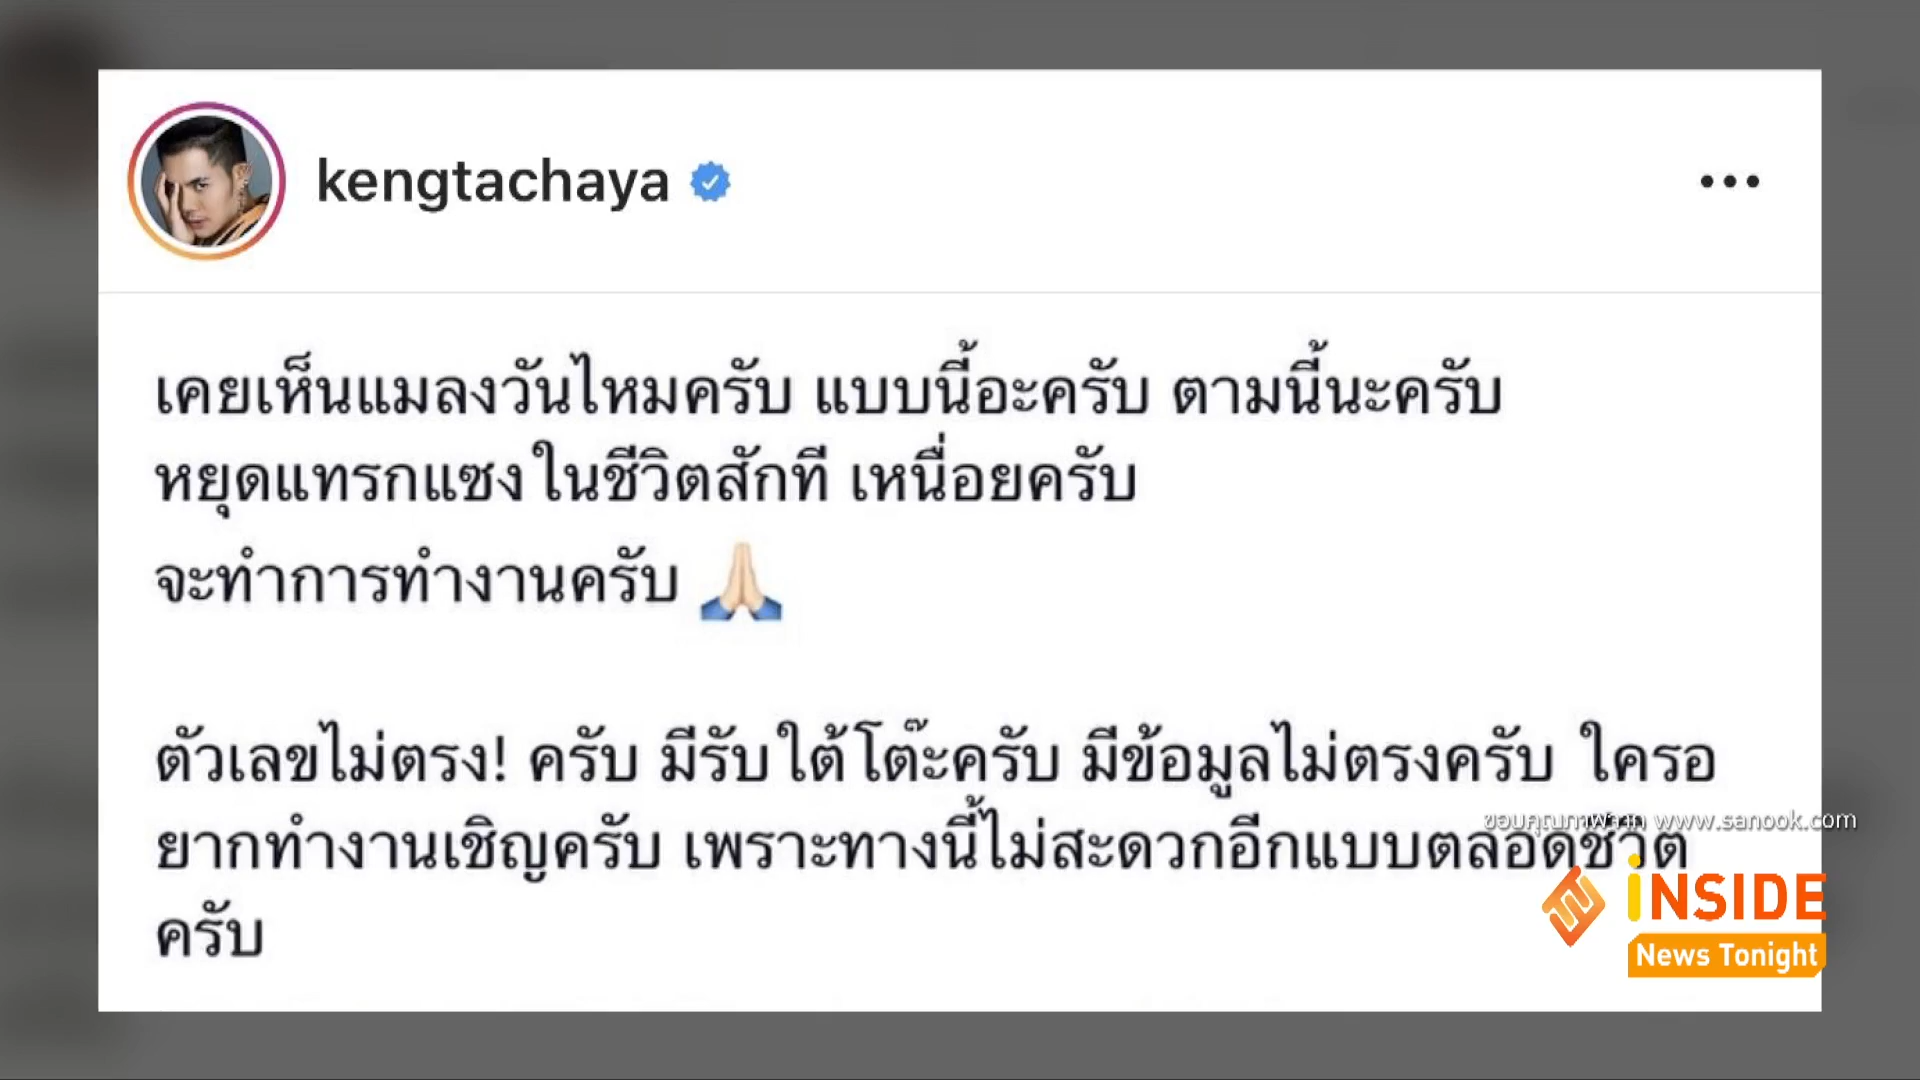 kengtachaya
เคยเห็นแมลงวันไหมครับ แบบนี้อะครับ ตามนี้นะครับ
หยุดแทรกแซงในชีวิตสักที เหนื่อยครับ
จะทำการทำงานครับ 🙏🏻
ตัวเลขไม่ตรง! ครับ มีรับใต้โต๊ะครับ มีข้อมูลไม่ตรงครับ ใครอ
ยากทำงานเชิญครับ เพราะทางนี้ไม่สะดวกอีกแบบตลอดชีวิต
ครับ
ขอบคุณภาพจาก www.sanook.com
iNSIDE
News Tonight